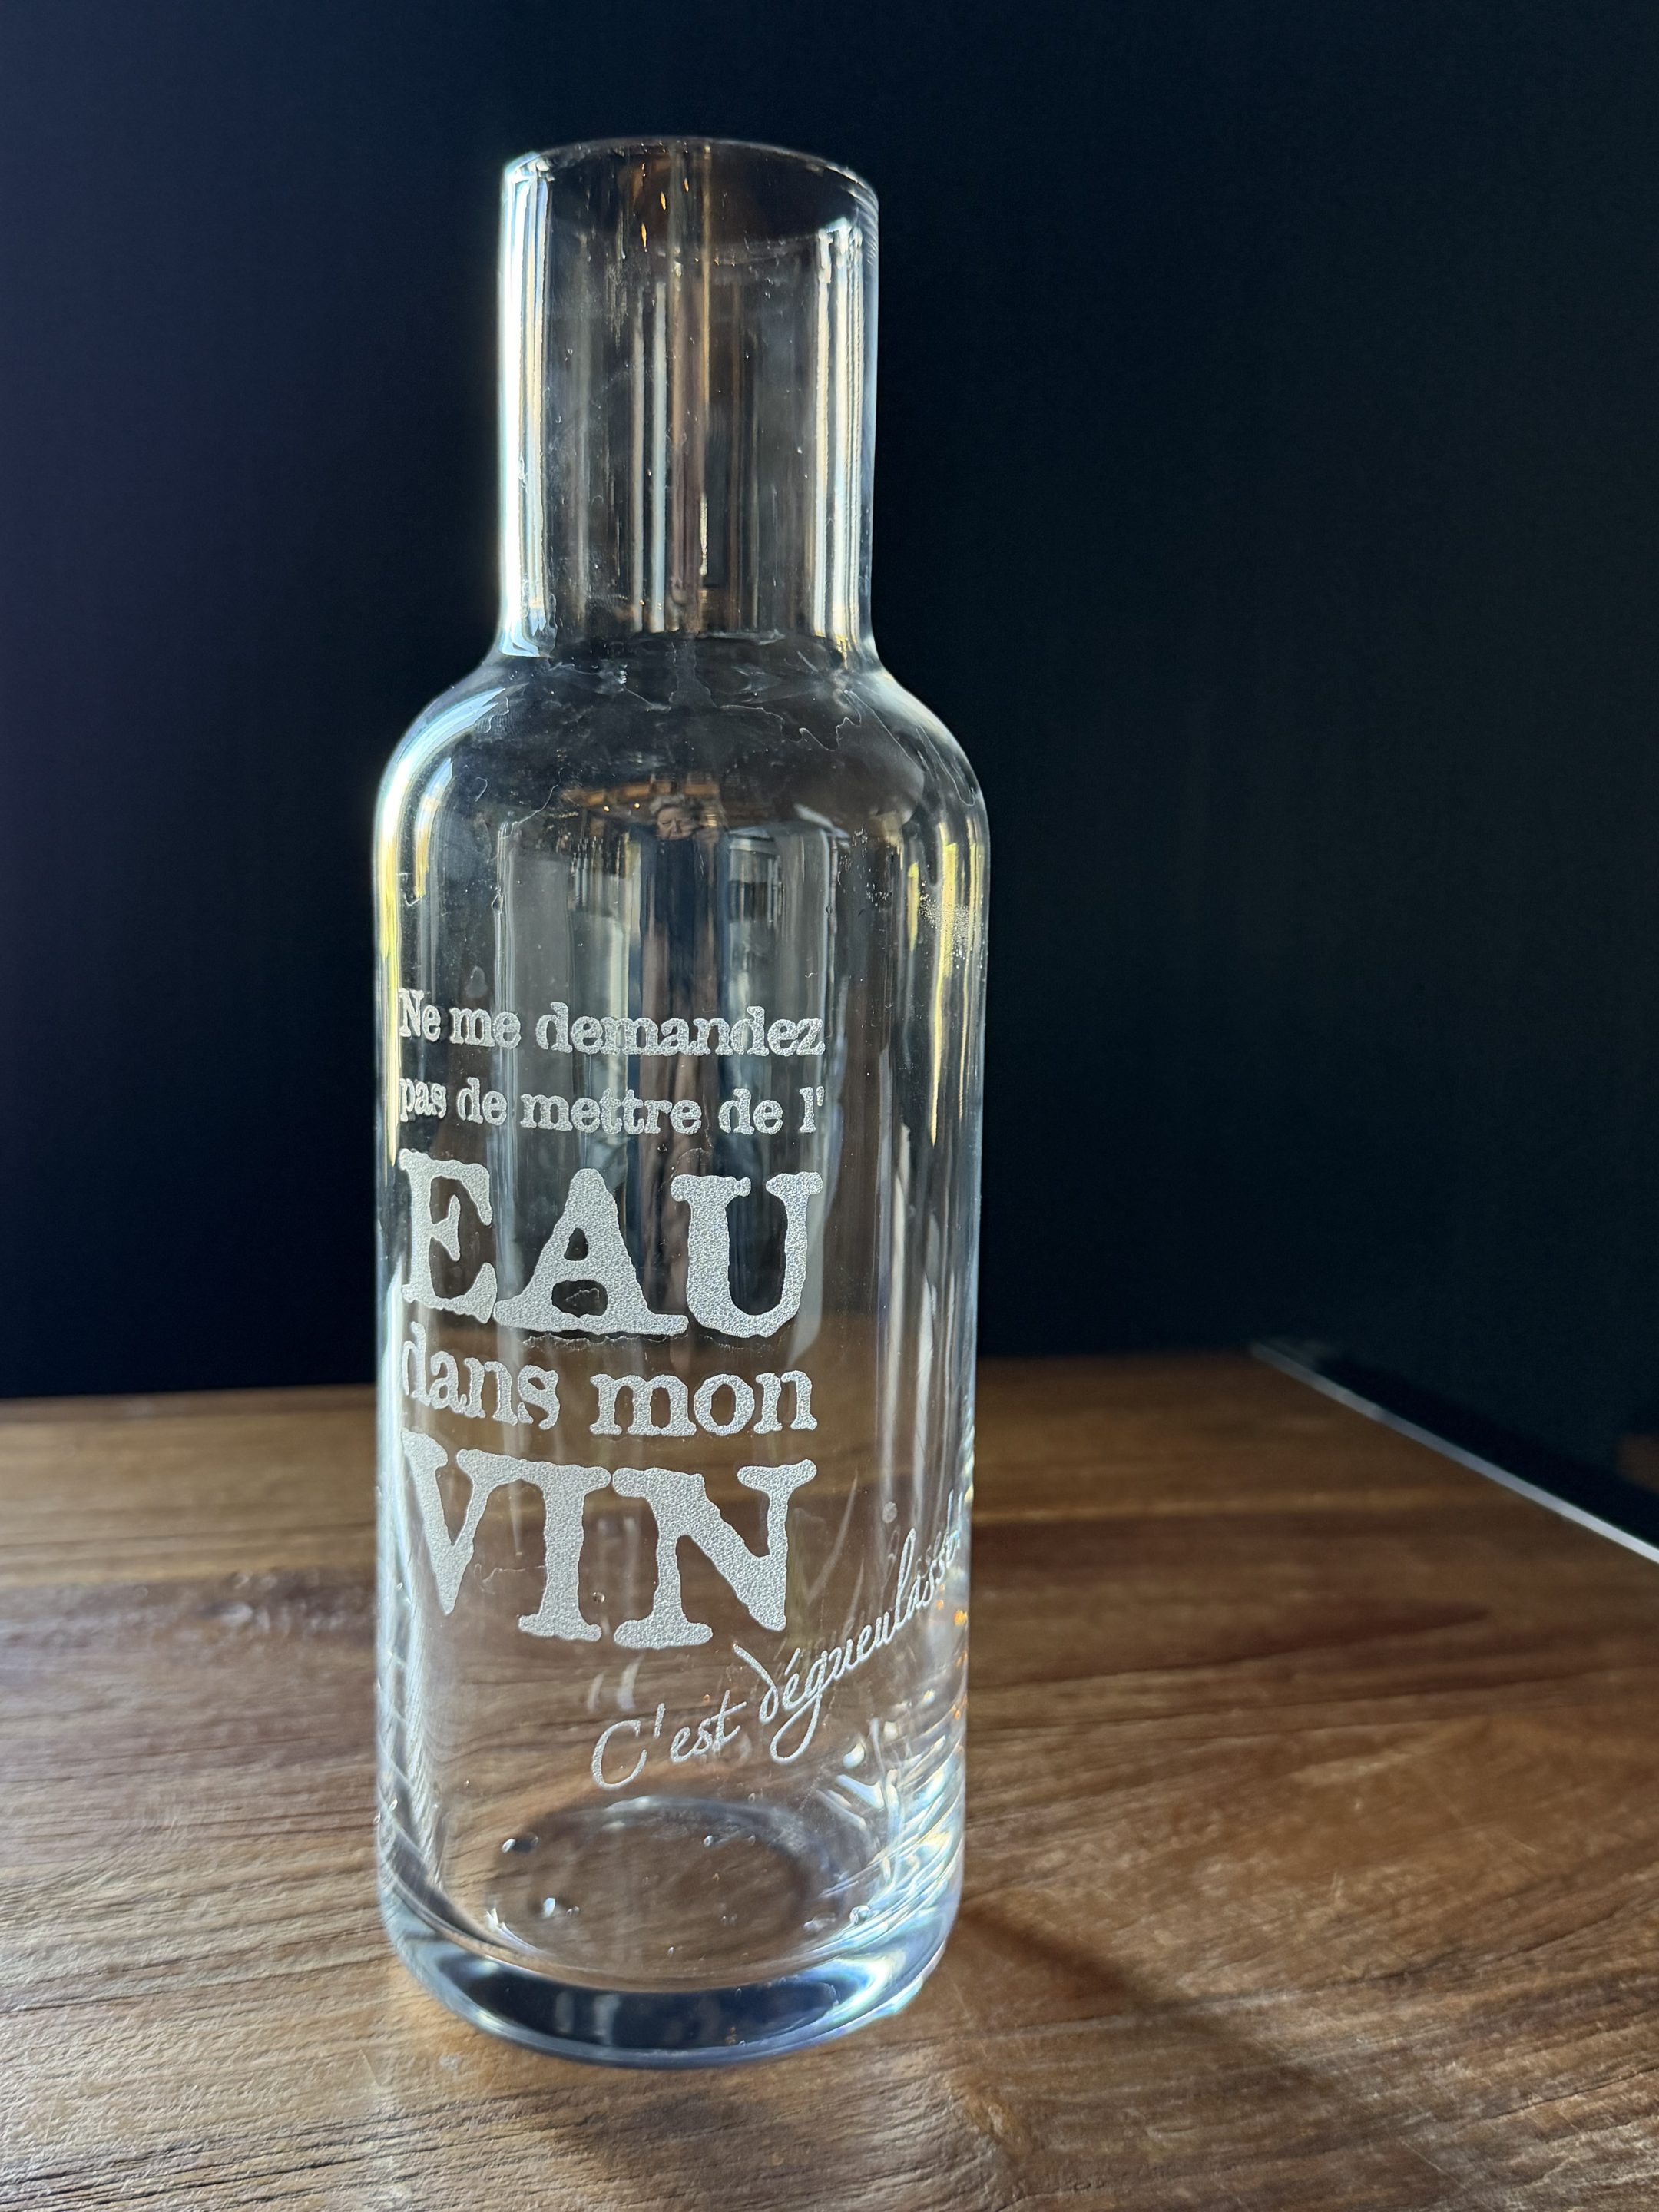 Ne me demandez
pas de mettre de l'
EAU
dans mon
VIN
C'est dégueulasse